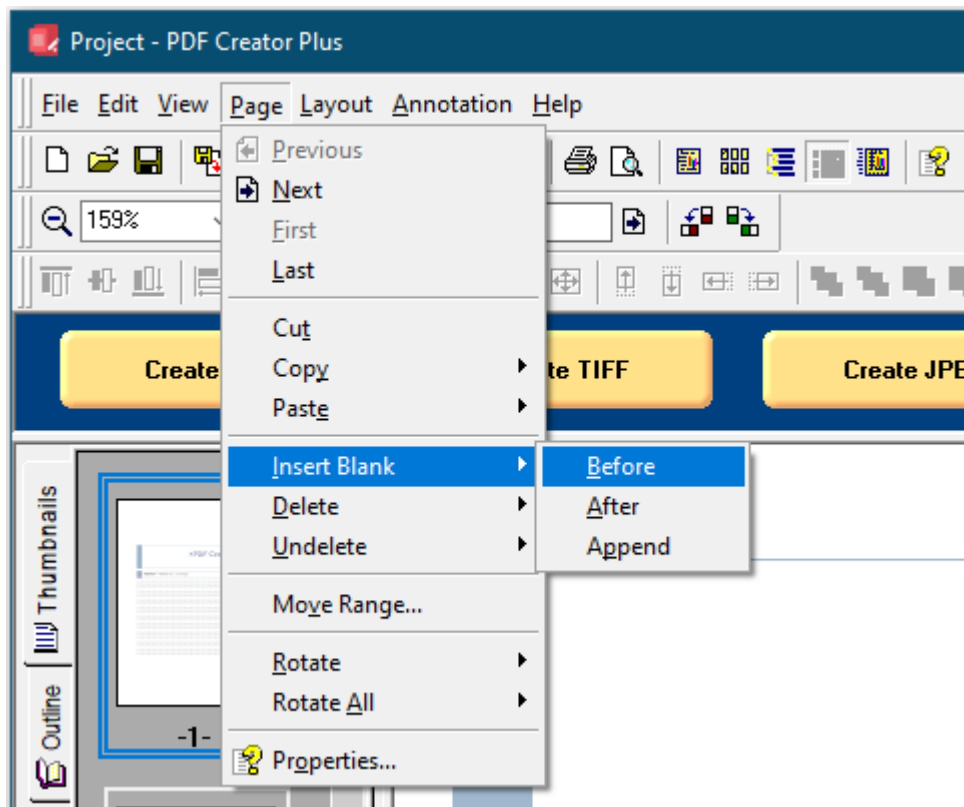 Project - PDF Creator Plus
File Edit View Page Layout Annotation Help
Previous
Next
159%
First
Last
Cut
Copy
Create te TIFF Create JPE
Paste
Insert Blank Before
Delete After
Undelete Append
Thumbnails
Move Range...
Rotate
Rotate All
Outline
-1-
Properties...